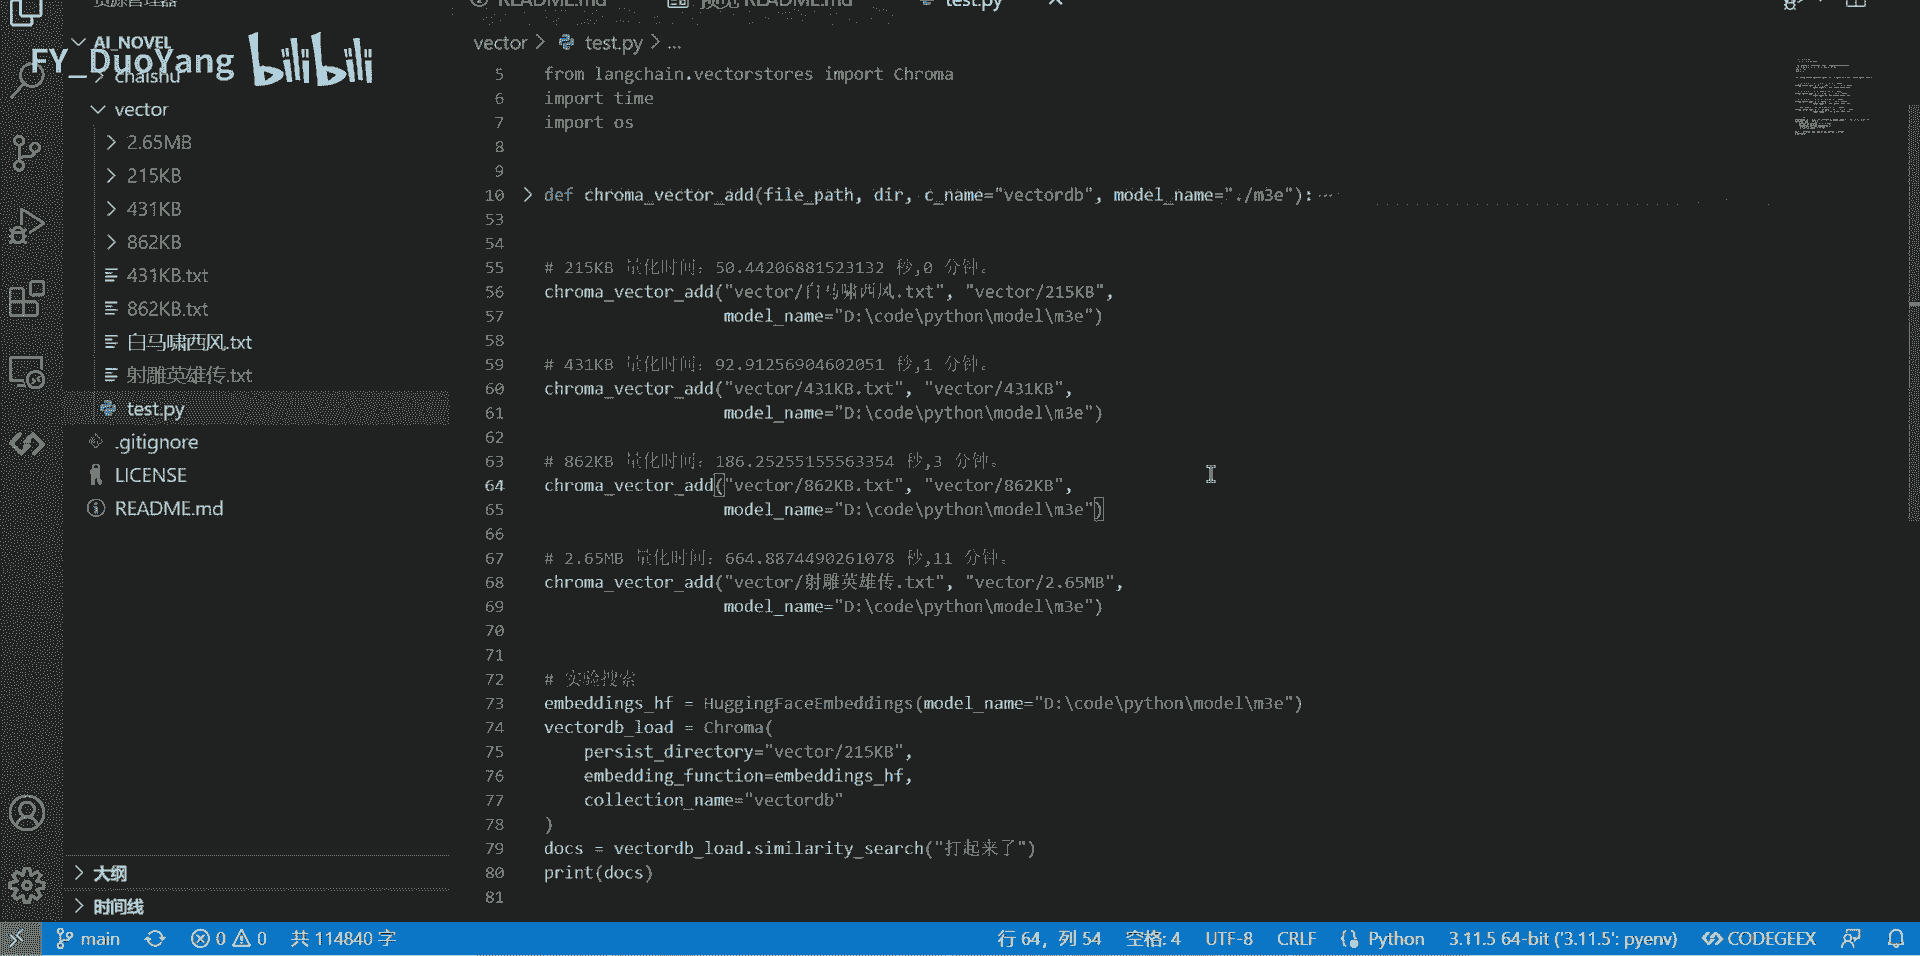 资源管理器
README.md
预览 README.md
test.py
AI_NOVEL
FY_DuoYang bilibili
chaishu
vector
2.65MB
215KB
431KB
862KB
431KB.txt
862KB.txt
白马啸西风.txt
射雕英雄传.txt
test.py
.gitignore
LICENSE
README.md
大纲
时间线
vector > test.py > ...
5 from langchain.vectorstores import Chroma
6 import time
7 import os
8
9
10 def chroma_vector_add(file_path, dir, c_name="vectordb", model_name="./m3e"):···
53
54
55 # 215KB 量化时间：50.44206881523132 秒,0 分钟。
56 chroma_vector_add("vector/白马啸西风.txt", "vector/215KB",
57 model_name="D:\code\python\model\m3e")
58
59 # 431KB 量化时间：92.91256904602051 秒,1 分钟。
60 chroma_vector_add("vector/431KB.txt", "vector/431KB",
61 model_name="D:\code\python\model\m3e")
62
63 # 862KB 量化时间：186.25255155563354 秒,3 分钟。
64 chroma_vector_add("vector/862KB.txt", "vector/862KB",
65 model_name="D:\code\python\model\m3e")
66
67 # 2.65MB 量化时间：664.8874490261078 秒,11 分钟。
68 chroma_vector_add("vector/射雕英雄传.txt", "vector/2.65MB",
69 model_name="D:\code\python\model\m3e")
70
71
72 # 实验搜索
73 embeddings_hf = HuggingFaceEmbeddings(model_name="D:\code\python\model\m3e")
74 vectordb_load = Chroma(
75 persist_directory="vector/215KB",
76 embedding_function=embeddings_hf,
77 collection_name="vectordb"
78 )
79 docs = vectordb_load.similarity_search("打起来了")
80 print(docs)
81
main 0 0 共 114840 字 行 64，列 54 空格: 4 UTF-8 CRLF Python 3.11.5 64-bit ('3.11.5': pyenv) CODEGEEX